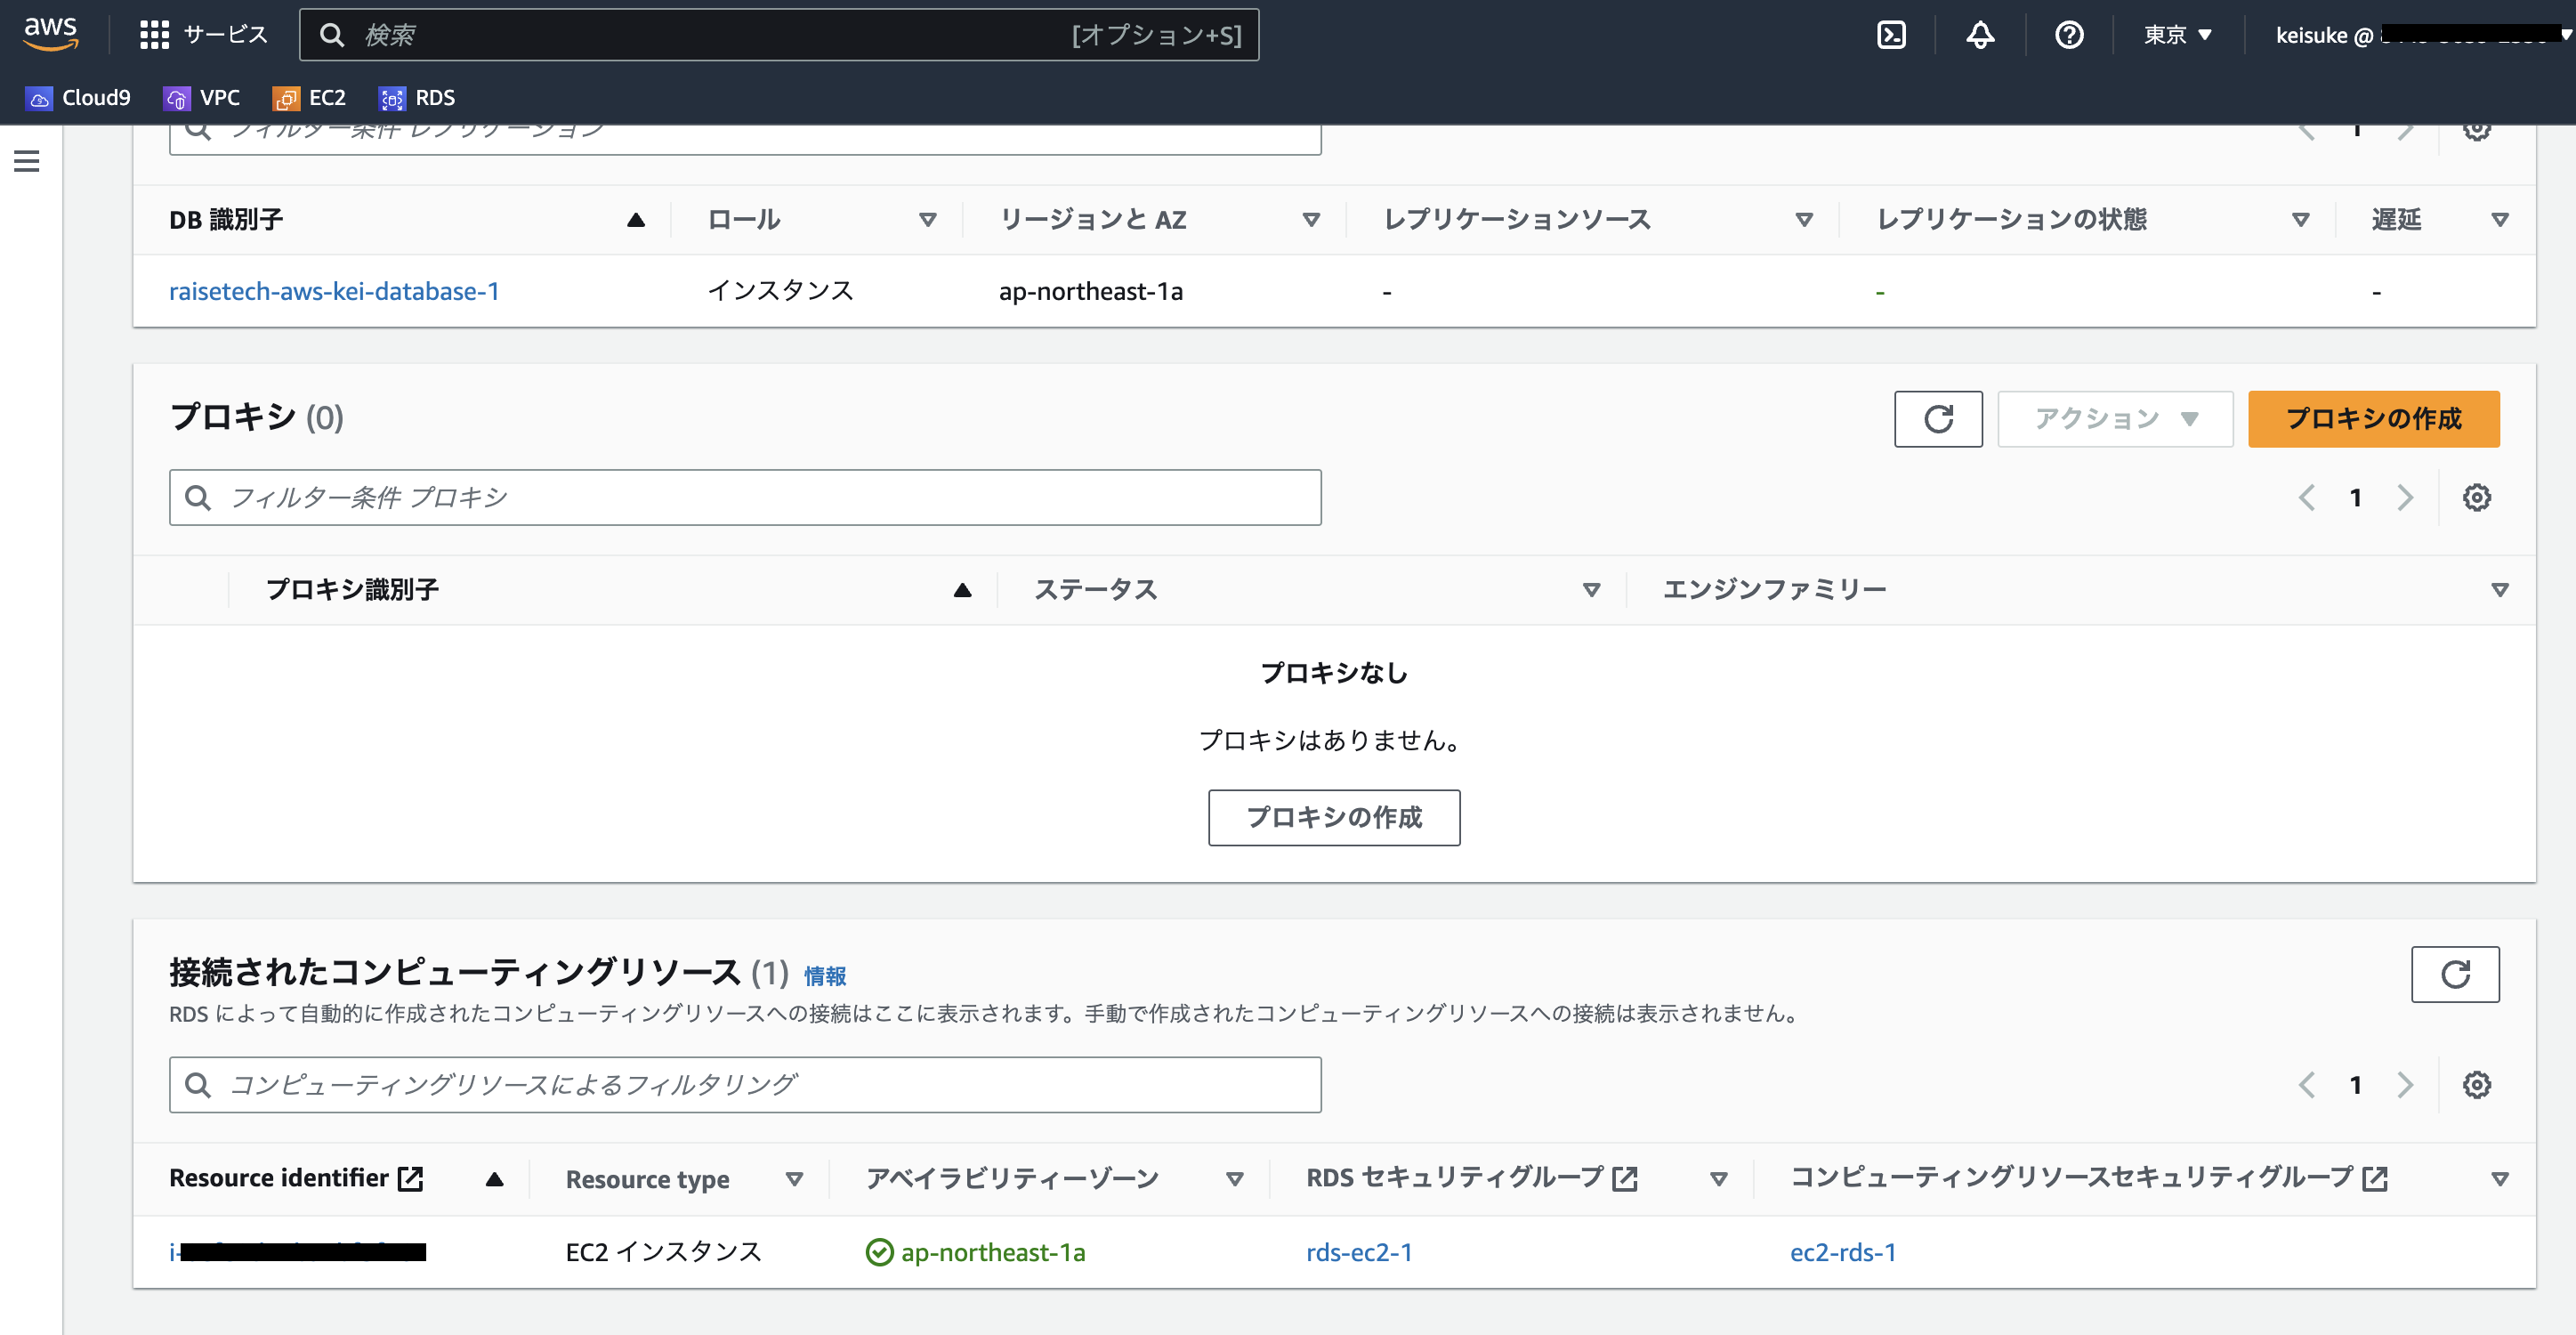 aws
サービス
検索
[オプション+S]
東京
keisuke @
Cloud9
VPC
EC2
RDS
フィルター条件 レプリケーション
1
DB 識別子
ロール
リージョンと AZ
レプリケーションソース
レプリケーションの状態
遅延
raisetech-aws-kei-database-1
インスタンス
ap-northeast-1a
-
-
-
プロキシ (0)
アクション
プロキシの作成
フィルター条件 プロキシ
1
プロキシ識別子
ステータス
エンジンファミリー
プロキシなし
プロキシはありません。
プロキシの作成
接続されたコンピューティングリソース (1) 情報
RDS によって自動的に作成されたコンピューティングリソースへの接続はここに表示されます。手動で作成されたコンピューティングリソースへの接続は表示されません。
コンピューティングリソースによるフィルタリング
1
Resource identifier
Resource type
アベイラビリティーゾーン
RDS セキュリティグループ
コンピューティングリソースセキュリティグループ
i-
EC2 インスタンス
ap-northeast-1a
rds-ec2-1
ec2-rds-1